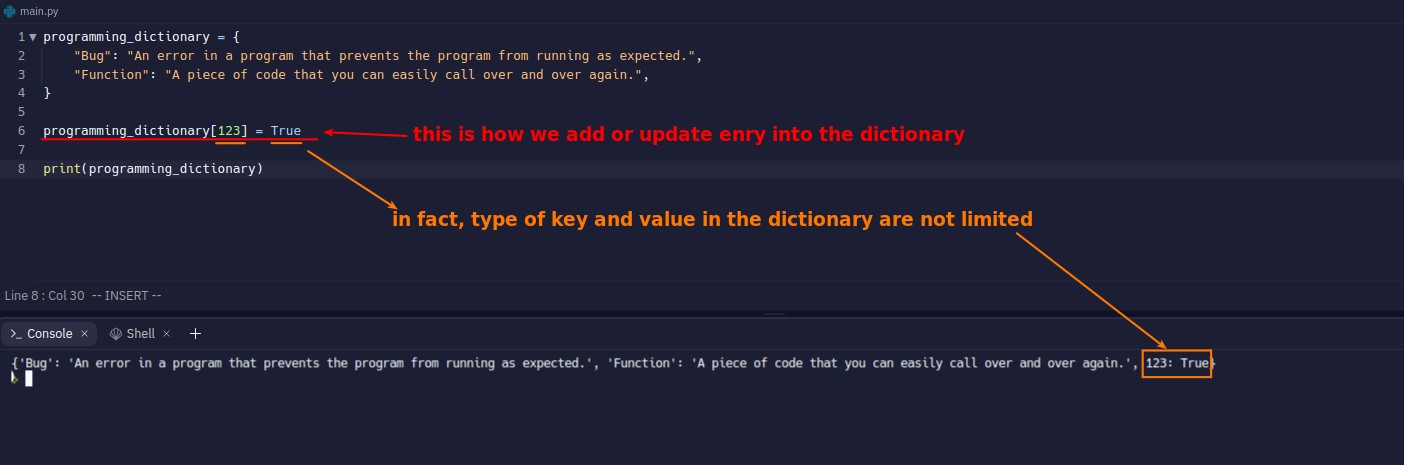 main.py
1 programming_dictionary = {
2 "Bug": "An error in a program that prevents the program from running as expected.",
3 "Function": "A piece of code that you can easily call over and over again.",
4 }
5
6 programming_dictionary[123] = True this is how we add or update enry into the dictionary
7
8 print(programming_dictionary)
in fact, type of key and value in the dictionary are not limited
Line 8 : Col 30 -- INSERT --
>_ Console × Shell × +
{'Bug': 'An error in a program that prevents the program from running as expected.', 'Function': 'A piece of code that you can easily call over and over again.', 123: True}